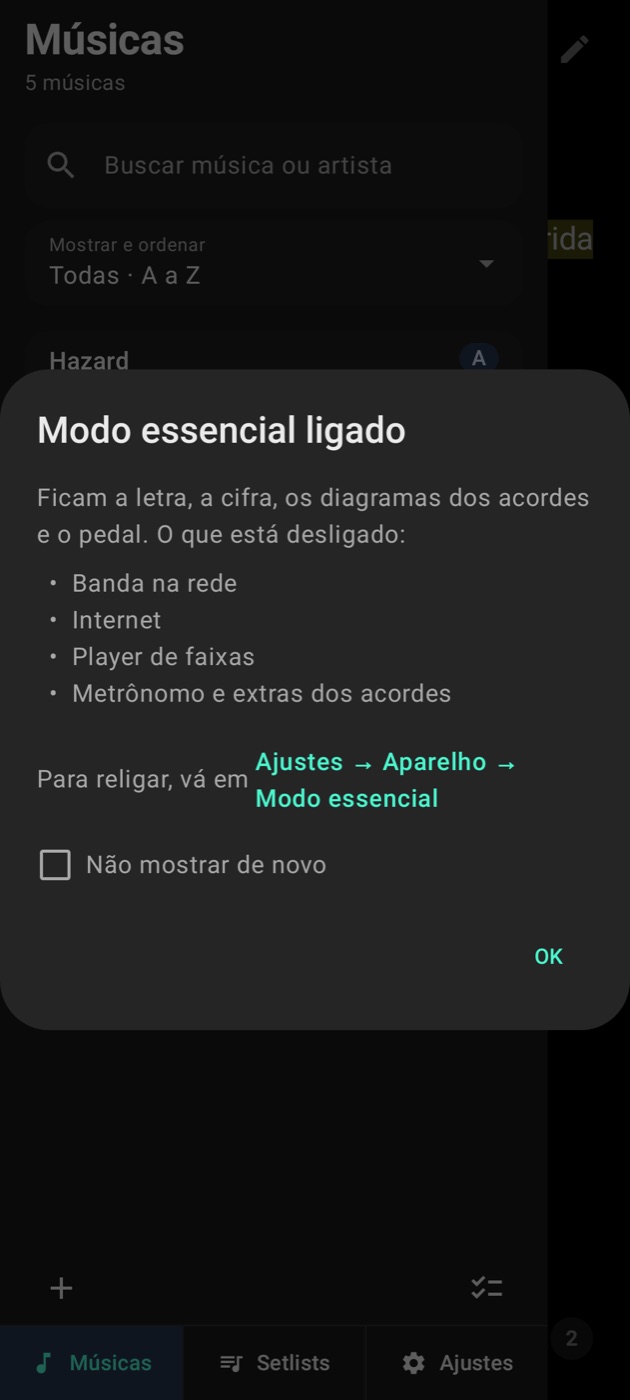 Músicas
5 músicas
Buscar música ou artista
rida
Mostrar e ordenar
Todas · A a Z
Hazard
A
Modo essencial ligado
Ficam a letra, a cifra, os diagramas dos acordes
e o pedal. O que está desligado:
• Banda na rede
• Internet
• Player de faixas
• Metrônomo e extras dos acordes
Para religar, vá em Ajustes → Aparelho →
Modo essencial
Não mostrar de novo
OK
2
Músicas
Setlists
Ajustes